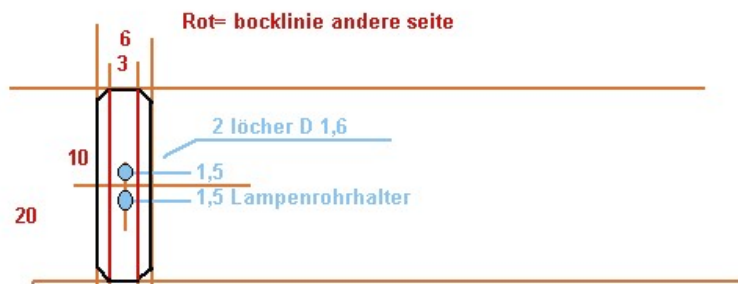 Rot= bocklinie andere seite
6
3
2 löcher D 1,6
10
1,5
1,5 Lampenrohrhalter
20